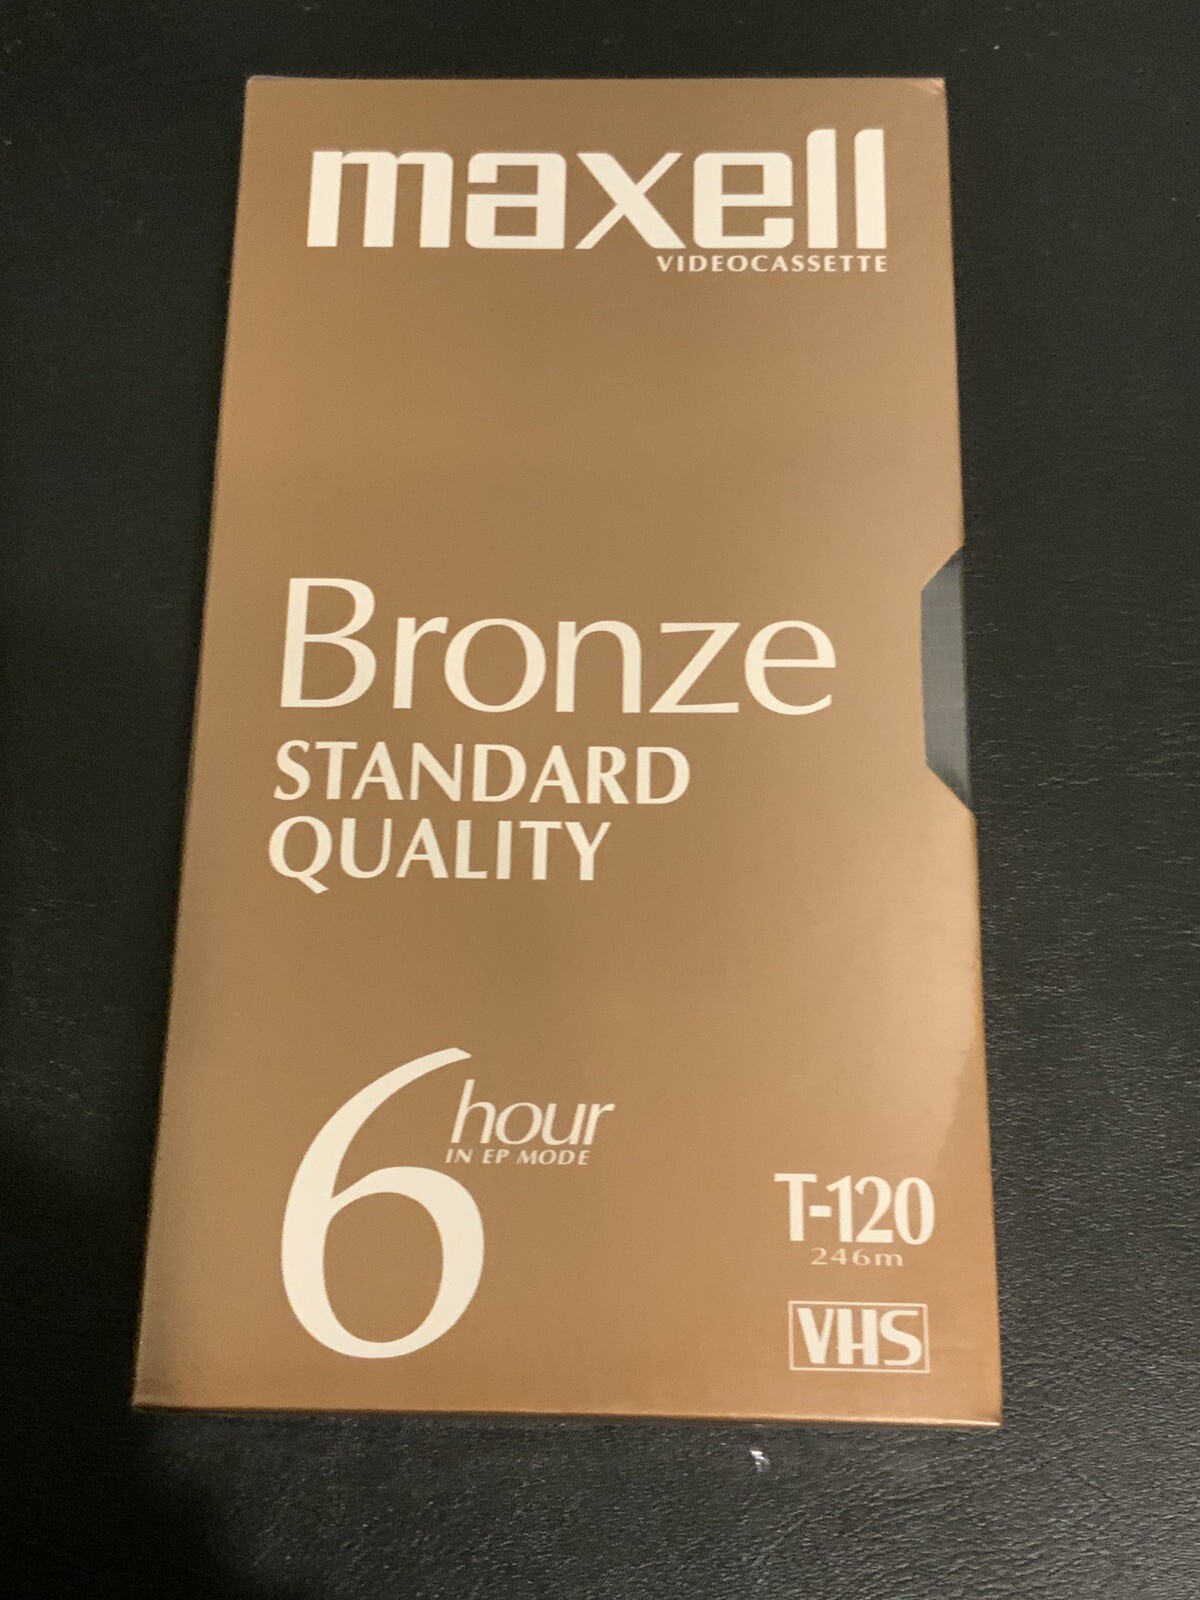 maxell
VIDEOCASSETTE
Bronze
STANDARD
QUALITY
6 hour
IN EP MODE
T-120
246m
VHS